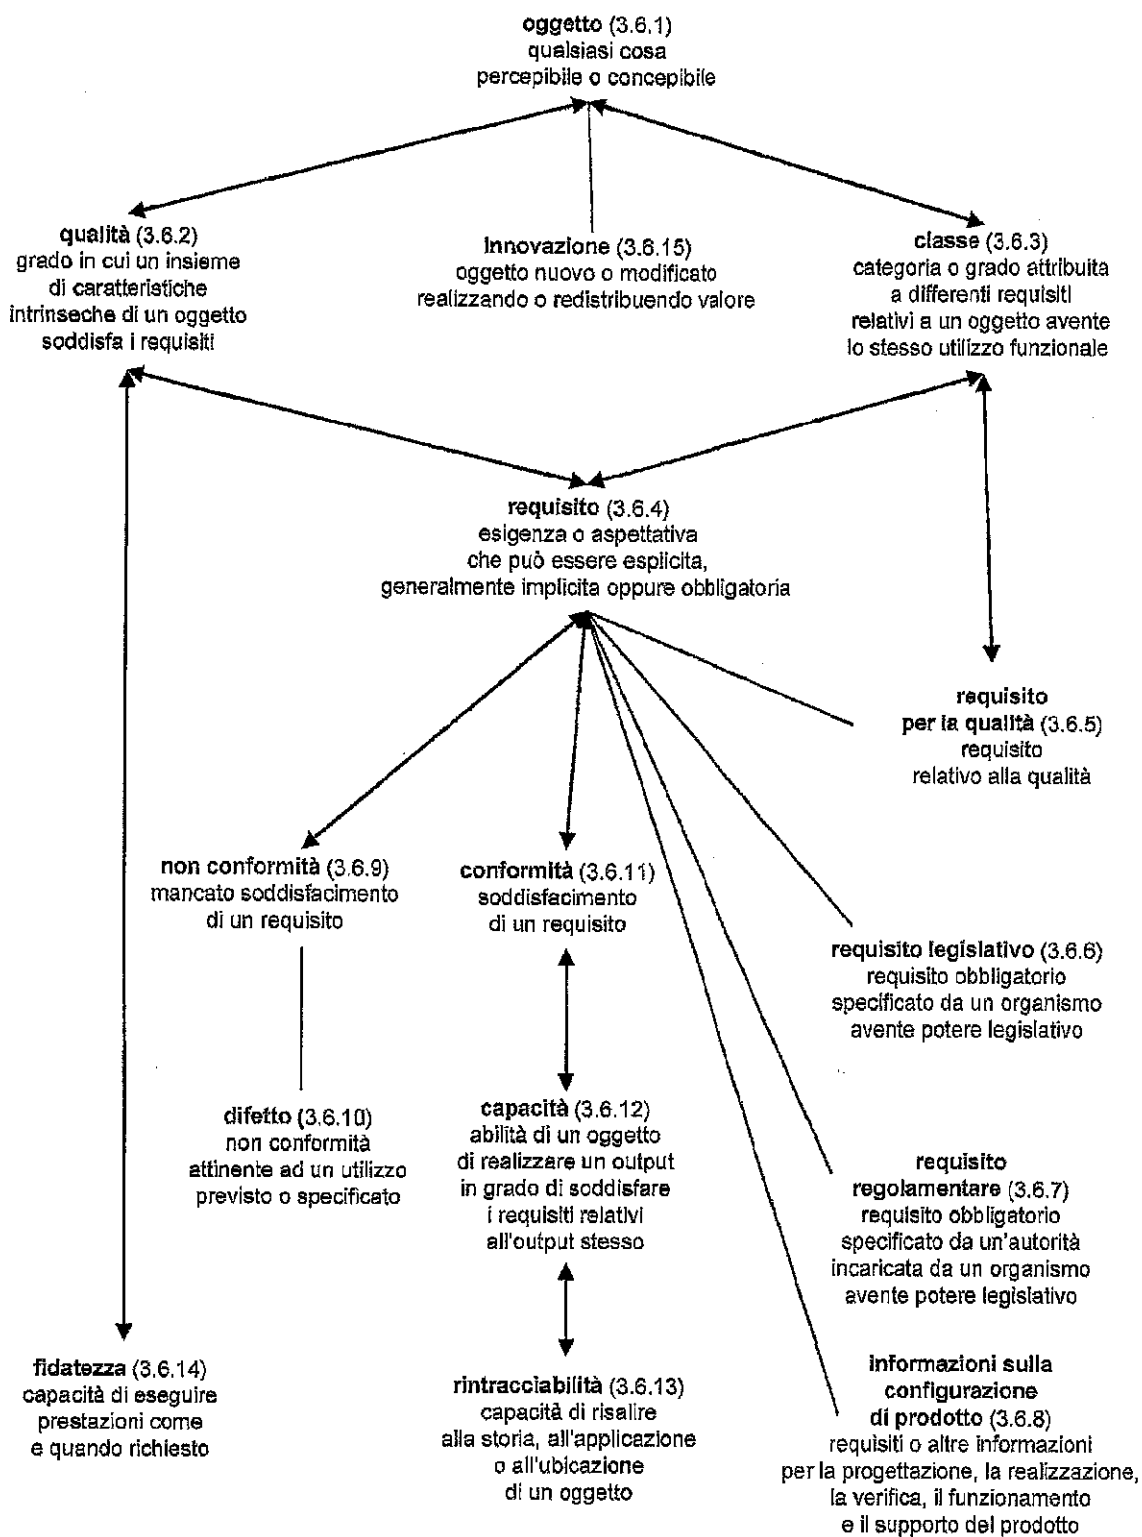 oggetto (3.6.1)
qualsiasi cosa
percepibile o concepibile
qualità (3.6.2)
grado in cui un insieme
di caratteristiche
intrinseche di un oggetto
soddisfa i requisiti
Innovazione (3.6.15)
oggetto nuovo o modificato
realizzando o redistribuendo valore
classe (3.6.3)
categoria o grado attribuita
a differenti requisiti
relativi a un oggetto avente
lo stesso utilizzo funzionale
requisito (3.6.4)
esigenza o aspettativa
che può essere esplicita,
generalmente implicita oppure obbligatoria
requisito
per la qualità (3.6.5)
requisito
relativo alla qualità
non conformità (3.6.9)
mancato soddisfacimento
di un requisito
conformità (3.6.11)
soddisfacimento
di un requisito
requisito legislativo (3.6.6)
requisito obbligatorio
specificato da un organismo
avente potere legislativo
difetto (3.6.10)
non conformità
attinente ad un utilizzo
previsto o specificato
capacità (3.6.12)
abilità di un oggetto
di realizzare un output
in grado di soddisfare
i requisiti relativi
all'output stesso
requisito
regolamentare (3.6.7)
requisito obbligatorio
specificato da un'autorità
incaricata da un organismo
avente potere legislativo
fidatezza (3.6.14)
capacità di eseguire
prestazioni come
e quando richiesto
rintracciabilità (3.6.13)
capacità di risalire
alla storia, all'applicazione
o all'ubicazione
di un oggetto
informazioni sulla
configurazione
di prodotto (3.6.8)
requisiti o altre informazioni
per la progettazione, la realizzazione,
la verifica, il funzionamento
e il supporto del prodotto